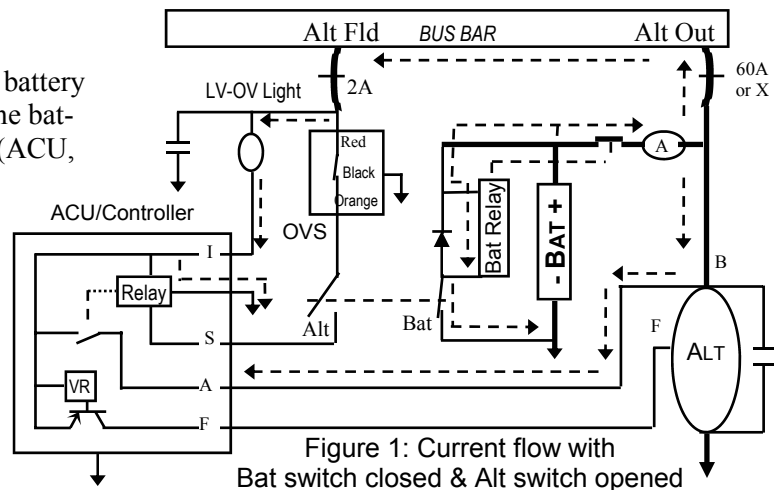 Alt Fld BUS BAR Alt Out
battery
ne bat-
(ACU,
LV-OV Light
2A
60A
or X
Red
Black
Orange
OVS
A
Bat Relay
- BAT +
ACU/Controller
I
Relay
S
Alt
Bat
B
F
ALT
A
VR
F
Figure 1: Current flow with
Bat switch closed & Alt switch opened